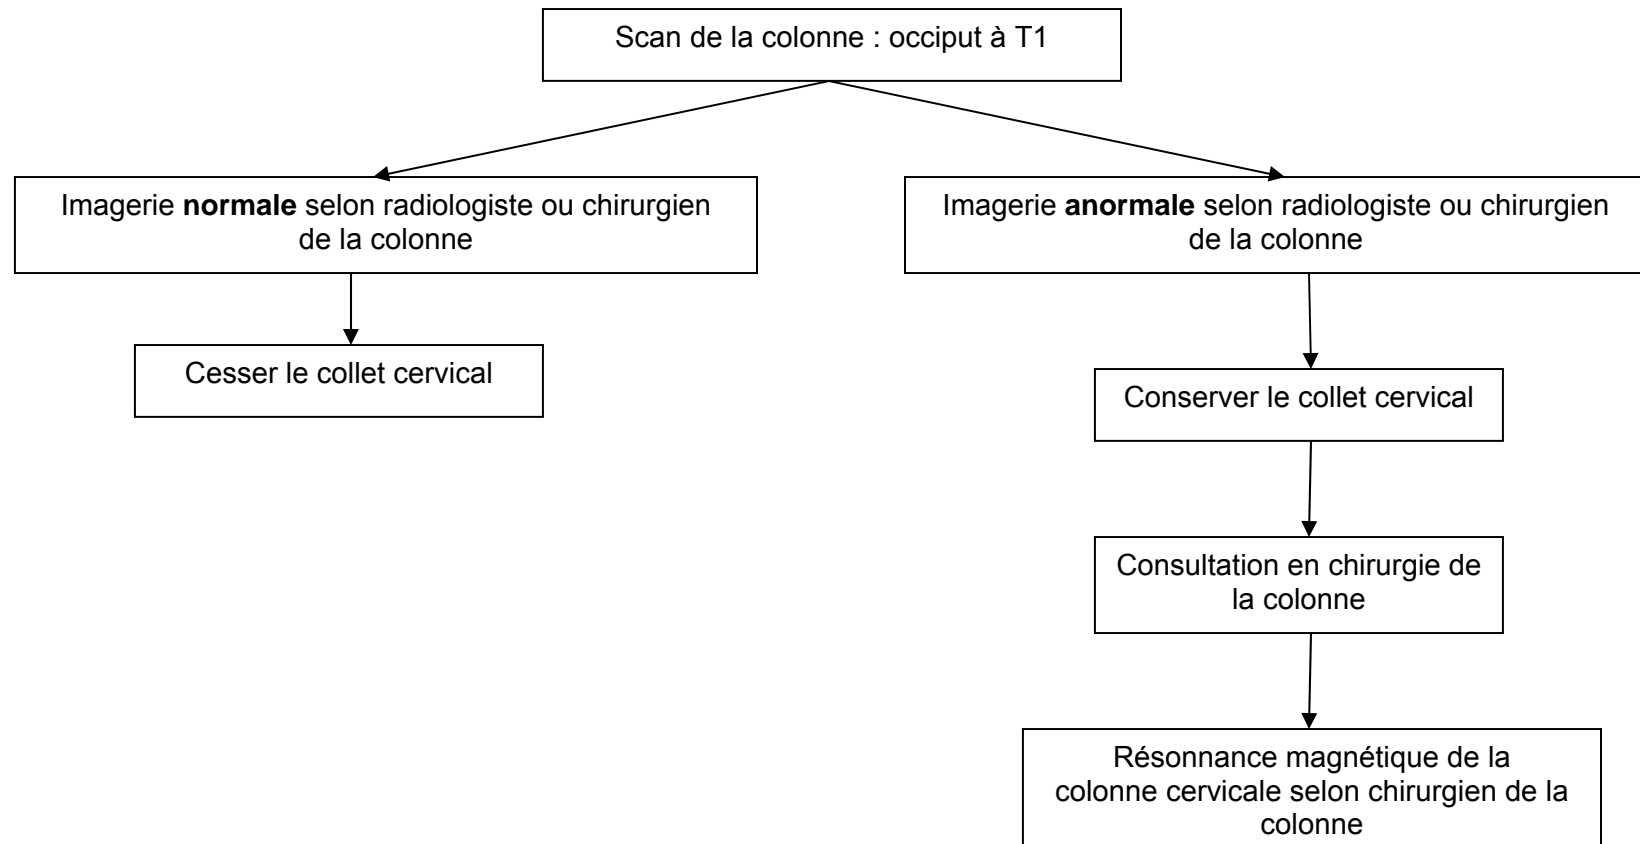 Scan de la colonne : occiput à T1
Imagerie normale selon radiologiste ou chirurgien
de la colonne
Imagerie anormale selon radiologiste ou chirurgien
de la colonne
Cesser le collet cervical
Conserver le collet cervical
Consultation en chirurgie de
la colonne
Résonnance magnétique de la
colonne cervicale selon chirurgien de la
colonne